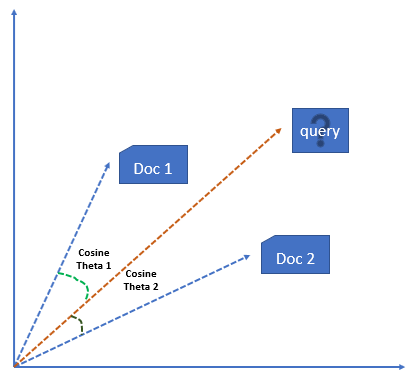 query
Doc 1
Cosine
Theta 1
Cosine
Theta 2
Doc 2